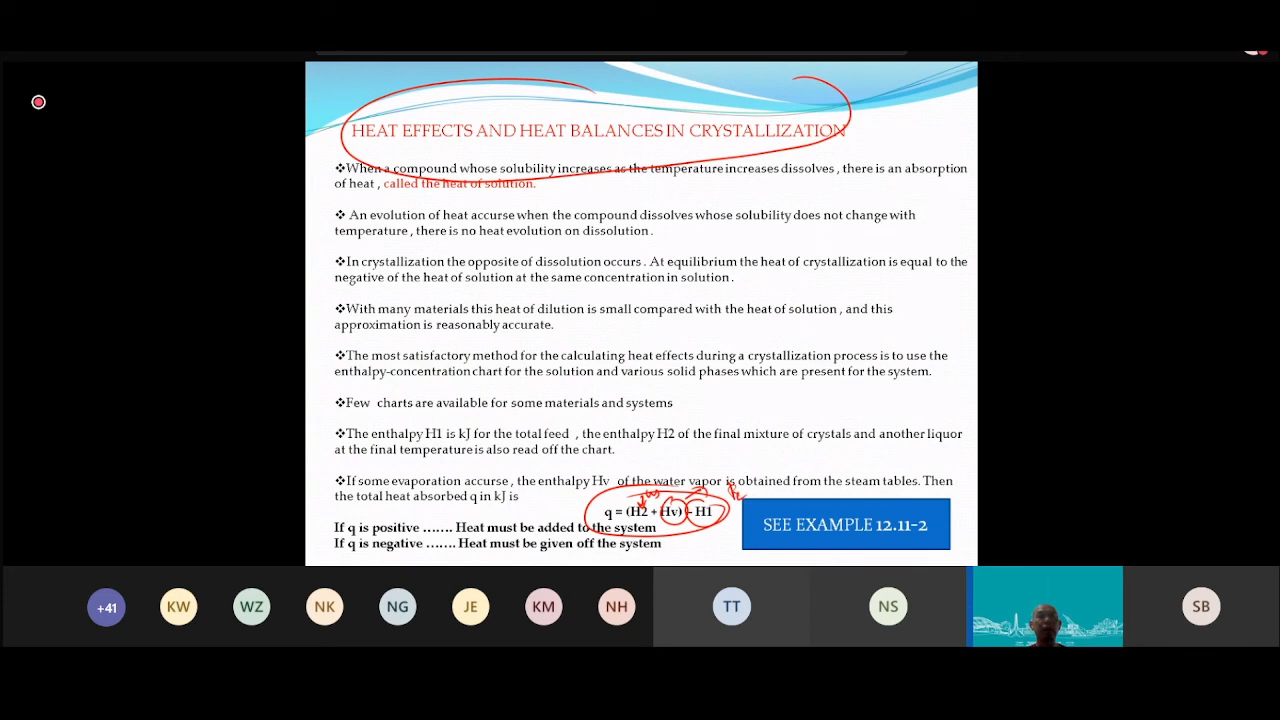 HEAT EFFECTS AND HEAT BALANCES IN CRYSTALLIZATION
❖When a compound whose solubility increases as the temperature increases dissolves , there is an absorption
of heat , called the heat of solution.
❖ An evolution of heat accurse when the compound dissolves whose solubility does not change with
temperature , there is no heat evolution on dissolution .
❖In crystallization the opposite of dissolution occurs . At equilibrium the heat of crystallization is equal to the
negative of the heat of solution at the same concentration in solution .
❖With many materials this heat of dilution is small compared with the heat of solution , and this
approximation is reasonably accurate.
❖The most satisfactory method for the calculating heat effects during a crystallization process is to use the
enthalpy-concentration chart for the solution and various solid phases which are present for the system.
❖Few charts are available for some materials and systems
❖The enthalpy H1 is kJ for the total feed , the enthalpy H2 of the final mixture of crystals and another liquor
at the final temperature is also read off the chart.
❖If some evaporation accurse , the enthalpy Hv of the water vapor is obtained from the steam tables. Then
the total heat absorbed q in kJ is
q = (H2 + Hv) – H1
If q is positive ....... Heat must be added to the system
If q is negative ....... Heat must be given off the system
SEE EXAMPLE 12.11-2
+41 KW WZ NK NG JE KM NH TT NS SB